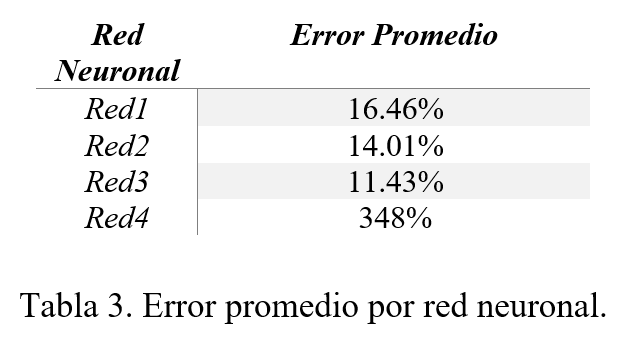 Red Error Promedio
Neuronal
Red1 16.46%
Red2 14.01%
Red3 11.43%
Red4 348%
Tabla 3. Error promedio por red neuronal.